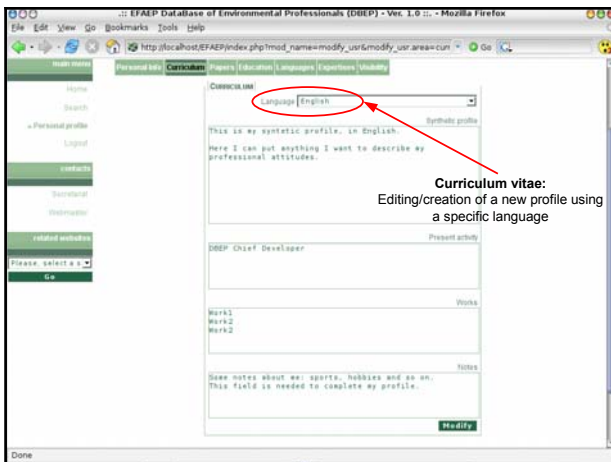 .:: EFAEP DataBase of Environmental Professionals (DBEP) - Ver. 1.0 ::. - Mozilla Firefox
File Edit View Go Bookmarks Tools Help
http://localhost/EFAEP/index.php?mod_name=modify_usr&modify_usr.area=curr
Go
main menu
Home
Search
Personal profile
Logout
contacts
Secretariat
Webmaster
related websites
Please, select a s
Go
Personal info Curriculum Papers Education Languages Expertises Visibility
Curriculum
Language English
Synthetic profile
This is my syntetic profile, in English.
Here I can put anything I want to describe my
professional attitudes.
Curriculum vitae:
Editing/creation of a new profile using
a specific language
Present activity
DBEP Chief Developer
Works
Work1
Work2
Work2
Notes
Some notes about me: sports, hobbies and so on.
This field is needed to complete my profile.
Modify
Done